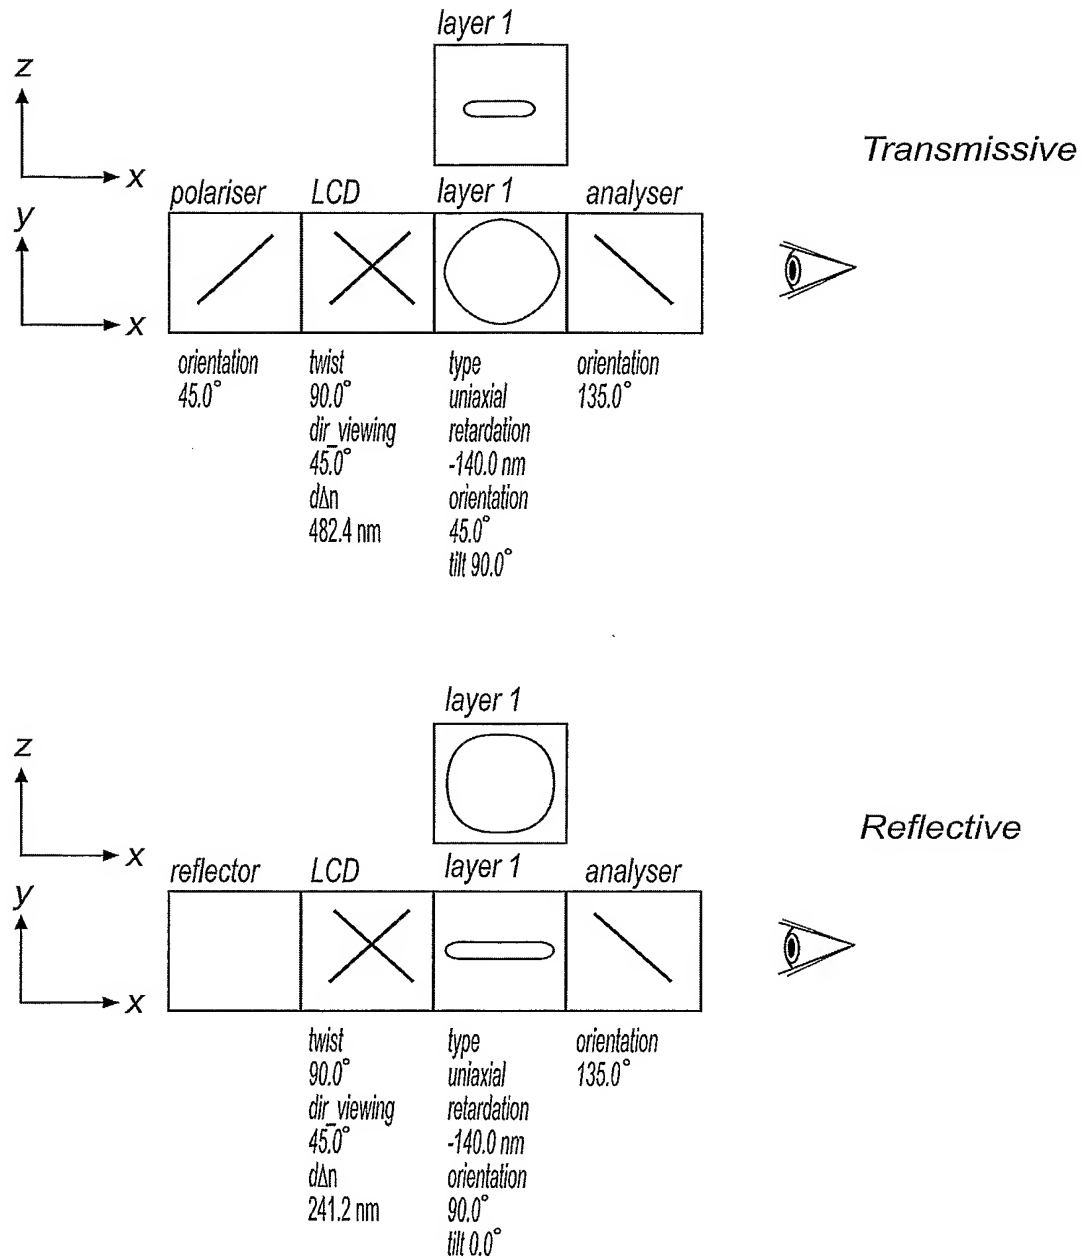 layer 1
z
x
Transmissive
polariser LCD layer 1 analyser
y
x
orientation
45.0°
twist
90.0°
dir_viewing
45.0°
dΔn
482.4 nm
type
uniaxial
retardation
-140.0 nm
orientation
45.0°
tilt 90.0°
orientation
135.0°
layer 1
z
x
Reflective
reflector LCD layer 1 analyser
y
x
twist
90.0°
dir_viewing
45.0°
dΔn
241.2 nm
type
uniaxial
retardation
-140.0 nm
orientation
90.0°
tilt 0.0°
orientation
135.0°